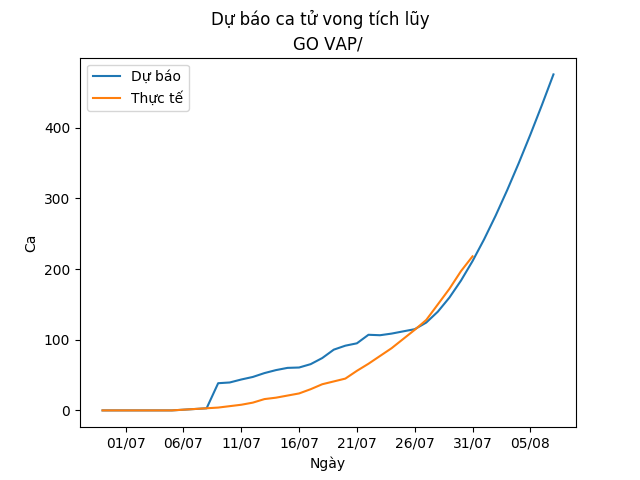 Dự báo ca tử vong tích lũy
GO VAP/
Dự báo
Thực tế
Ca
400
300
200
100
0
01/07 06/07 11/07 16/07 21/07 26/07 31/07 05/08
Ngày